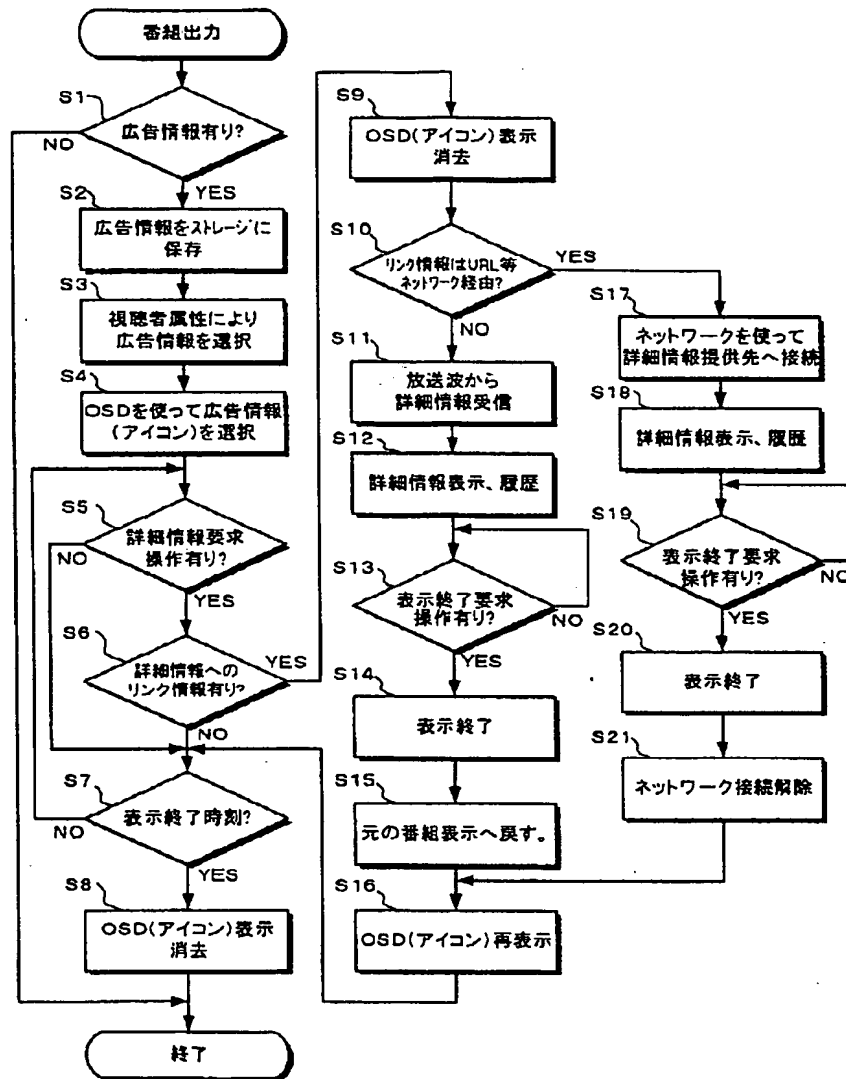 番組出力
S1
広告情報有り?
NO
YES
S2
広告情報をストレージに
保存
S3
視聴者属性により
広告情報を選択
S4
OSDを使って広告情報
(アイコン)を選択
S5
詳細情報要求
操作有り?
NO
YES
S6
詳細情報への
リンク情報有り?
YES
NO
S7
表示終了時刻?
NO
YES
S8
OSD(アイコン)表示
消去
終了
S9
OSD(アイコン)表示
消去
S10
リンク情報はURL等
ネットワーク経由?
YES
NO
S11
放送波から
詳細情報受信
S12
詳細情報表示、履歴
S13
表示終了要求
操作有り?
NO
YES
S14
表示終了
S15
元の番組表示へ戻す。
S16
OSD(アイコン)再表示
S17
ネットワークを使って
詳細情報提供先へ接続
S18
詳細情報表示、履歴
S19
表示終了要求
操作有り?
NO
YES
S20
表示終了
S21
ネットワーク接続解除